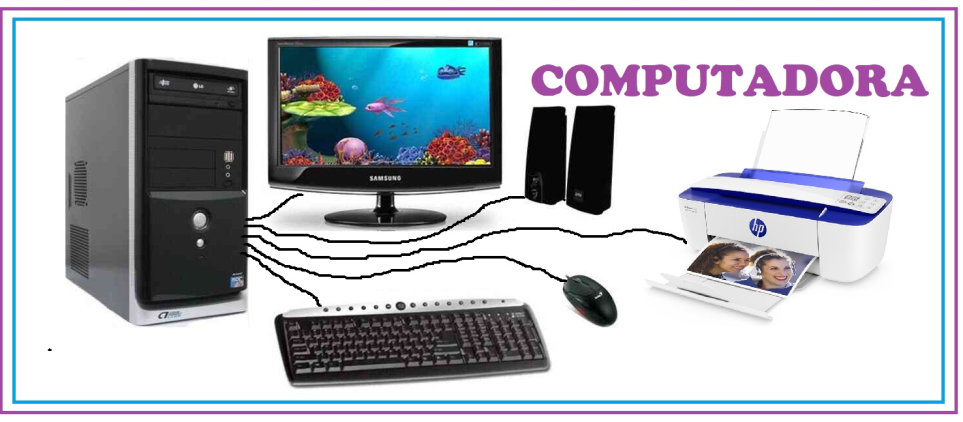 COMPUTADORA
LG
SAMSUNG
hp